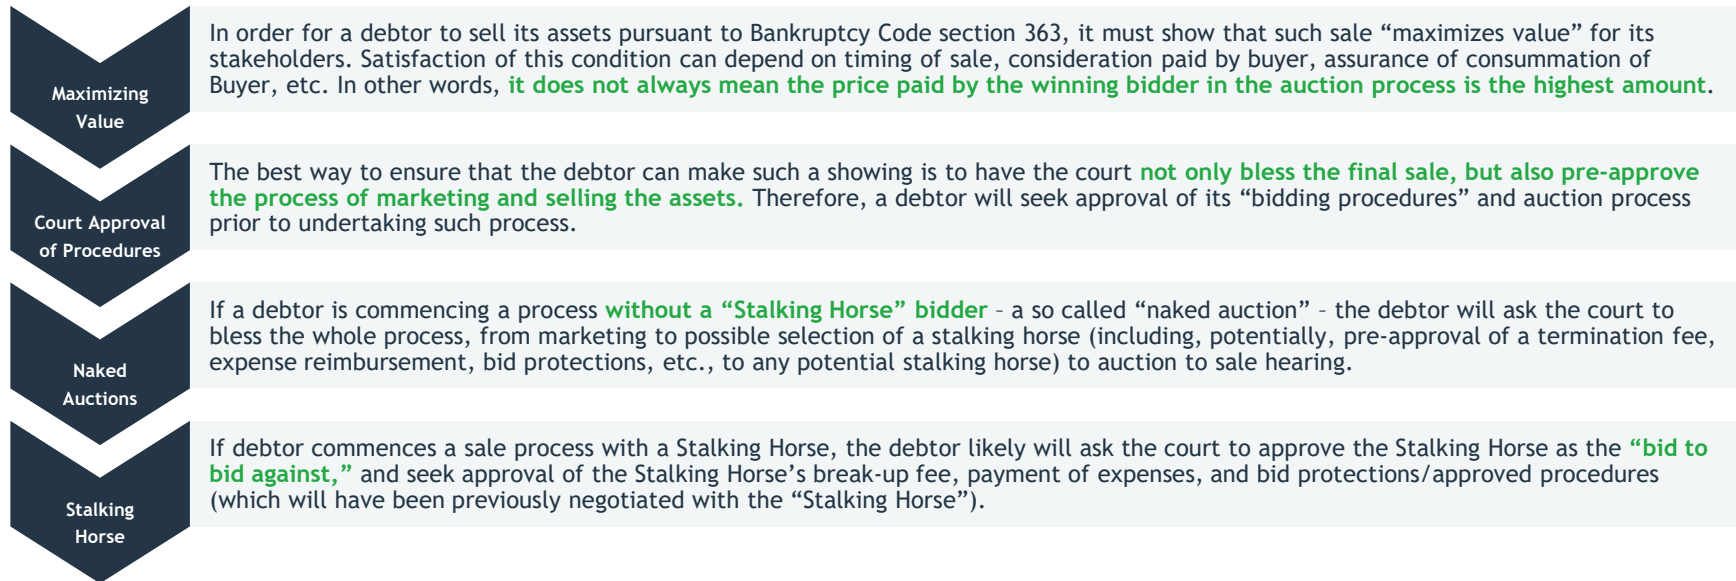 Maximizing
Value
In order for a debtor to sell its assets pursuant to Bankruptcy Code section 363, it must show that such sale “maximizes value” for its
stakeholders. Satisfaction of this condition can depend on timing of sale, consideration paid by buyer, assurance of consummation of
Buyer, etc. In other words, it does not always mean the price paid by the winning bidder in the auction process is the highest amount.
Court Approval
of Procedures
The best way to ensure that the debtor can make such a showing is to have the court not only bless the final sale, but also pre-approve
the process of marketing and selling the assets. Therefore, a debtor will seek approval of its “bidding procedures” and auction process
prior to undertaking such process.
Naked
Auctions
If a debtor is commencing a process without a “Stalking Horse” bidder – a so called “naked auction” – the debtor will ask the court to
bless the whole process, from marketing to possible selection of a stalking horse (including, potentially, pre-approval of a termination fee,
expense reimbursement, bid protections, etc., to any potential stalking horse) to auction to sale hearing.
Stalking
Horse
If debtor commences a sale process with a Stalking Horse, the debtor likely will ask the court to approve the Stalking Horse as the “bid to
bid against,” and seek approval of the Stalking Horse’s break-up fee, payment of expenses, and bid protections/approved procedures
(which will have been previously negotiated with the “Stalking Horse”).